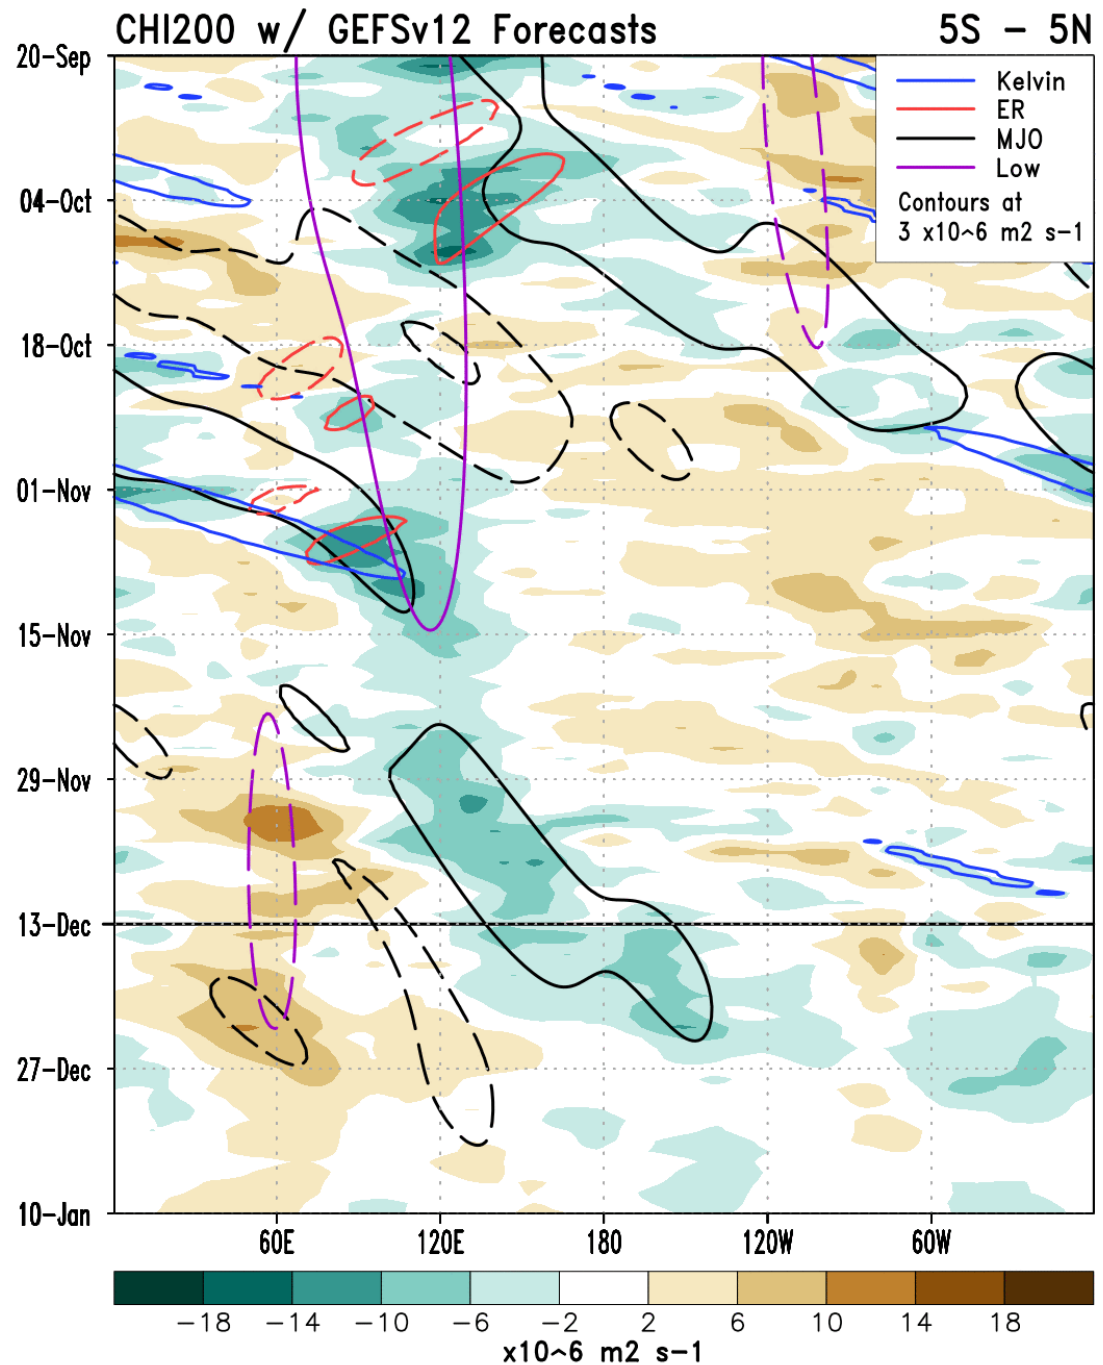 CHI200 w/ GEFSv12 Forecasts 5S - 5N
20-Sep
Kelvin
ER
MJO
Low
Contours at
3 x10^6 m2 s-1
04-Oct
18-Oct
01-Nov
15-Nov
29-Nov
13-Dec
27-Dec
10-Jan
60E 120E 180 120W 60W
-18 -14 -10 -6 -2 2 6 10 14 18
x10^6 m2 s-1